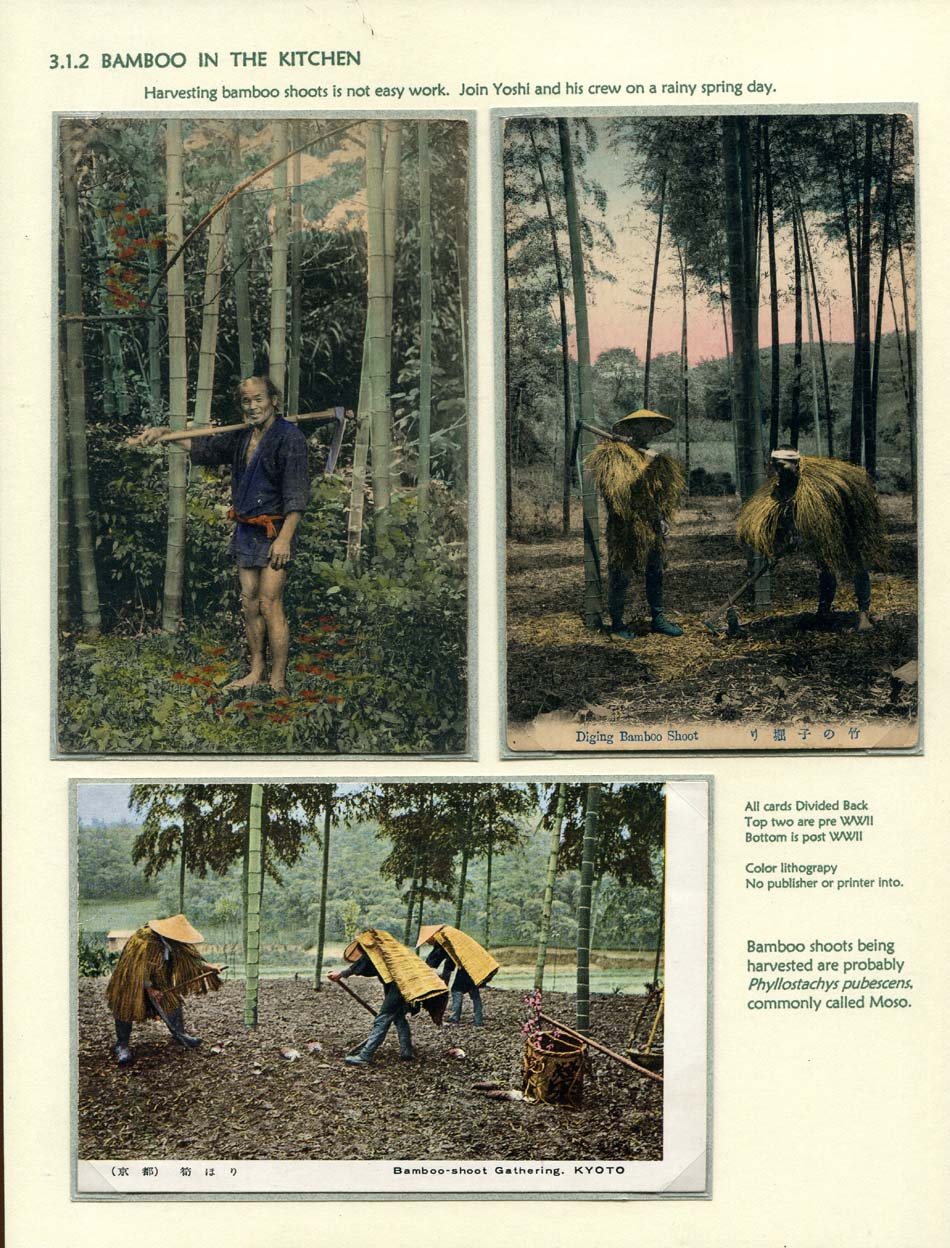 3.1.2 BAMBOO IN THE KITCHEN
Harvesting bamboo shoots is not easy work. Join Yoshi and his crew on a rainy spring day.
Diging Bamboo Shoot り 堀 子 の 竹
All cards Divided Back
Top two are pre WWII
Bottom is post WWII
Color lithograpy
No publisher or printer into.
Bamboo shoots being
harvested are probably
Phyllostachys pubescens,
commonly called Moso.
(京 都) 筍 ほ り Bamboo-shoot Gathering. KYOTO